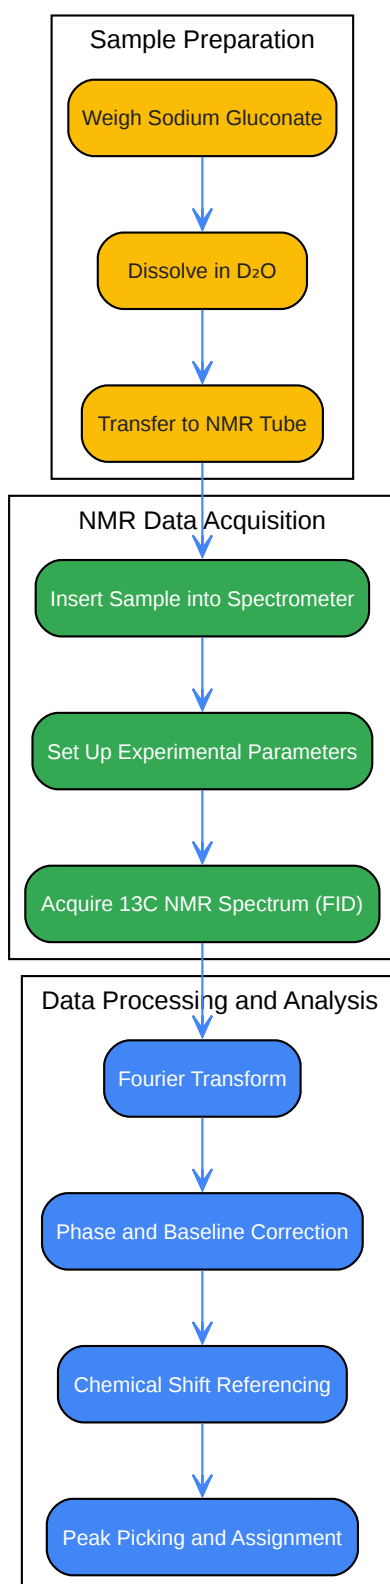 Sample Preparation
Weigh Sodium Gluconate
Dissolve in D₂O
Transfer to NMR Tube
NMR Data Acquisition
Insert Sample into Spectrometer
Set Up Experimental Parameters
Acquire 13C NMR Spectrum (FID)
Data Processing and Analysis
Fourier Transform
Phase and Baseline Correction
Chemical Shift Referencing
Peak Picking and Assignment